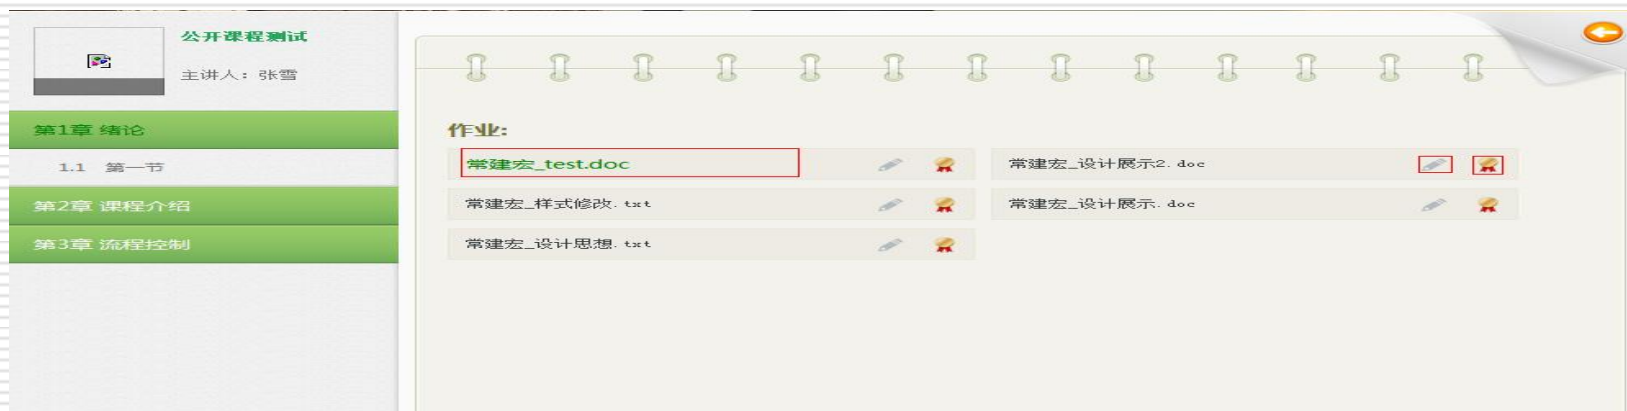 公开课程测试
主讲人：张雪
第1章 绪论
1.1 第一节
第2章 课程介绍
第3章 流程控制
作业:
常建宏_test.doc
常建宏_设计展示2.doc
常建宏_样式修改.txt
常建宏_设计展示.doc
常建宏_设计思想.txt